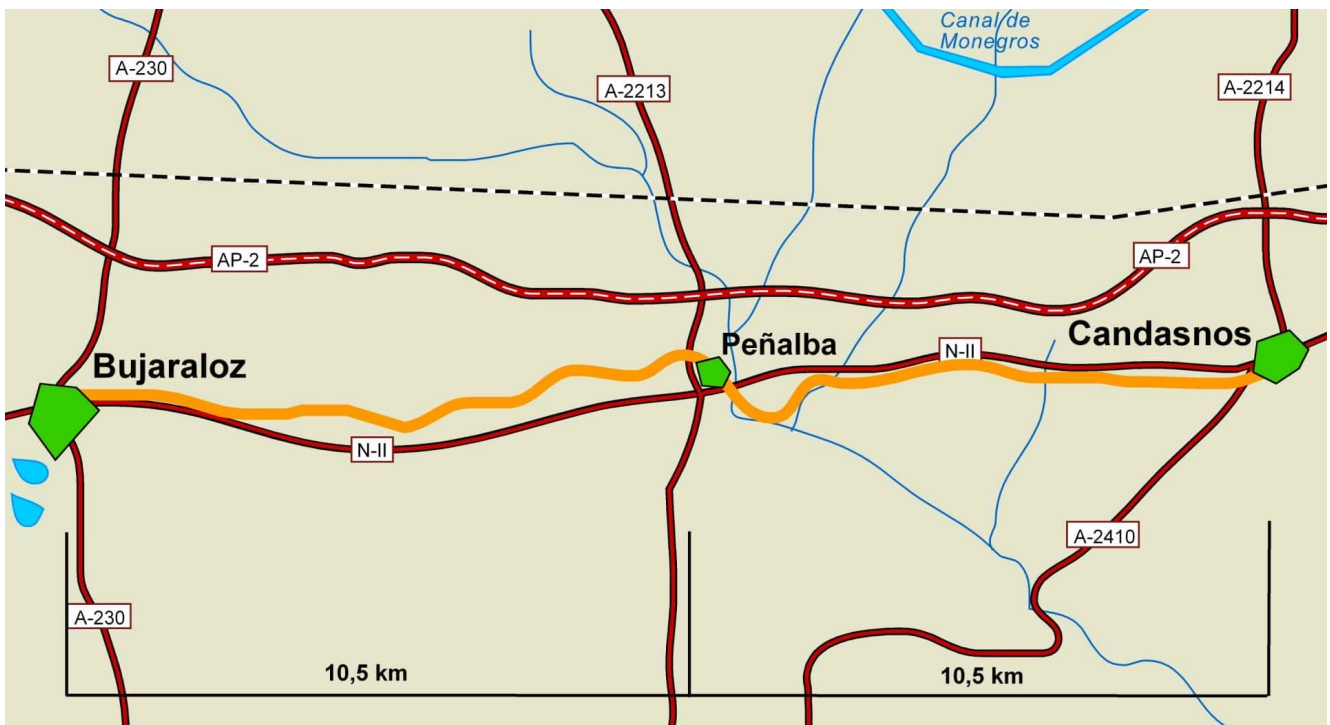 Canal de
Monegros
A-230
A-2213
A-2214
AP-2
AP-2
Candasnos
Peñalba
N-II
Bujaraloz
N-II
A-2410
A-230
10,5 km
10,5 km